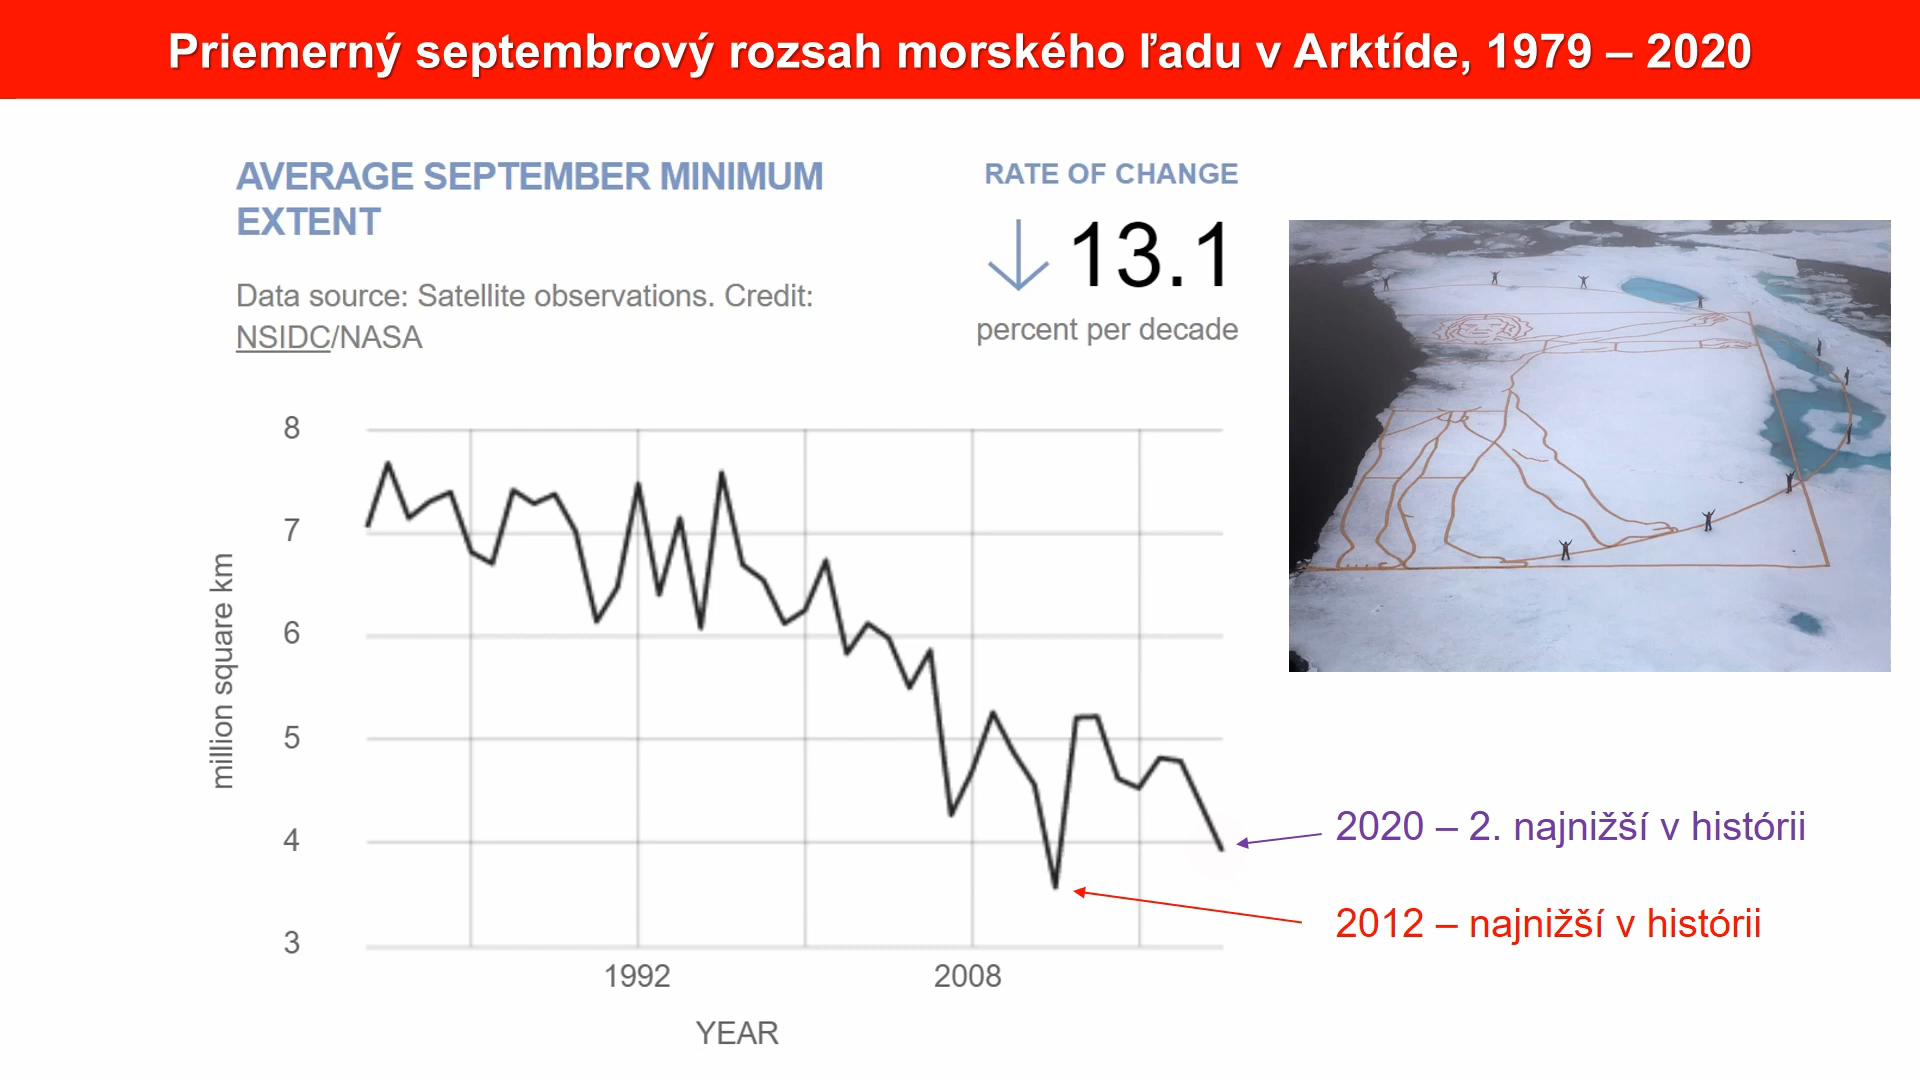 Priemerný septembrový rozsah morského ľadu v Arktíde, 1979 – 2020
AVERAGE SEPTEMBER MINIMUM
EXTENT
Data source: Satellite observations. Credit:
NSIDC/NASA
RATE OF CHANGE
13.1
percent per decade
million square km
8
7
6
5
4
3
1992
2008
YEAR
2020 – 2. najnižší v histórii
2012 – najnižší v histórii